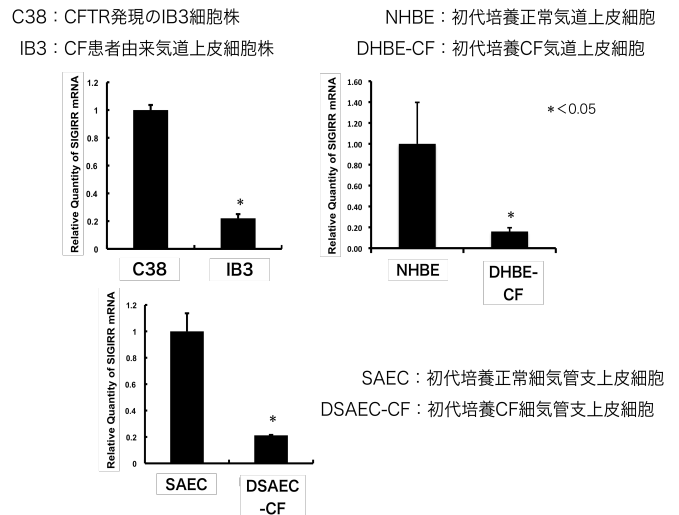 C38：CFTR発現のIB3細胞株
IB3：CF患者由来気道上皮細胞株
NHBE：初代培養正常気道上皮細胞
DHBE-CF：初代培養CF気道上皮細胞
Relative Quantity of SIGIRR mRNA
1.2
1
0.8
0.6
0.4
0.2
0
*
C38
IB3
Relative Quantity of SIGIRR mRNA
1.60
1.40
1.20
1.00
0.80
0.60
0.40
0.20
0.00
*
*＜0.05
NHBE
DHBE-
CF
Relative Quantity of SIGIRR mRNA
1.2
1
0.8
0.6
0.4
0.2
0
*
SAEC
DSAEC
-CF
SAEC：初代培養正常細気管支上皮細胞
DSAEC-CF：初代培養CF細気管支上皮細胞